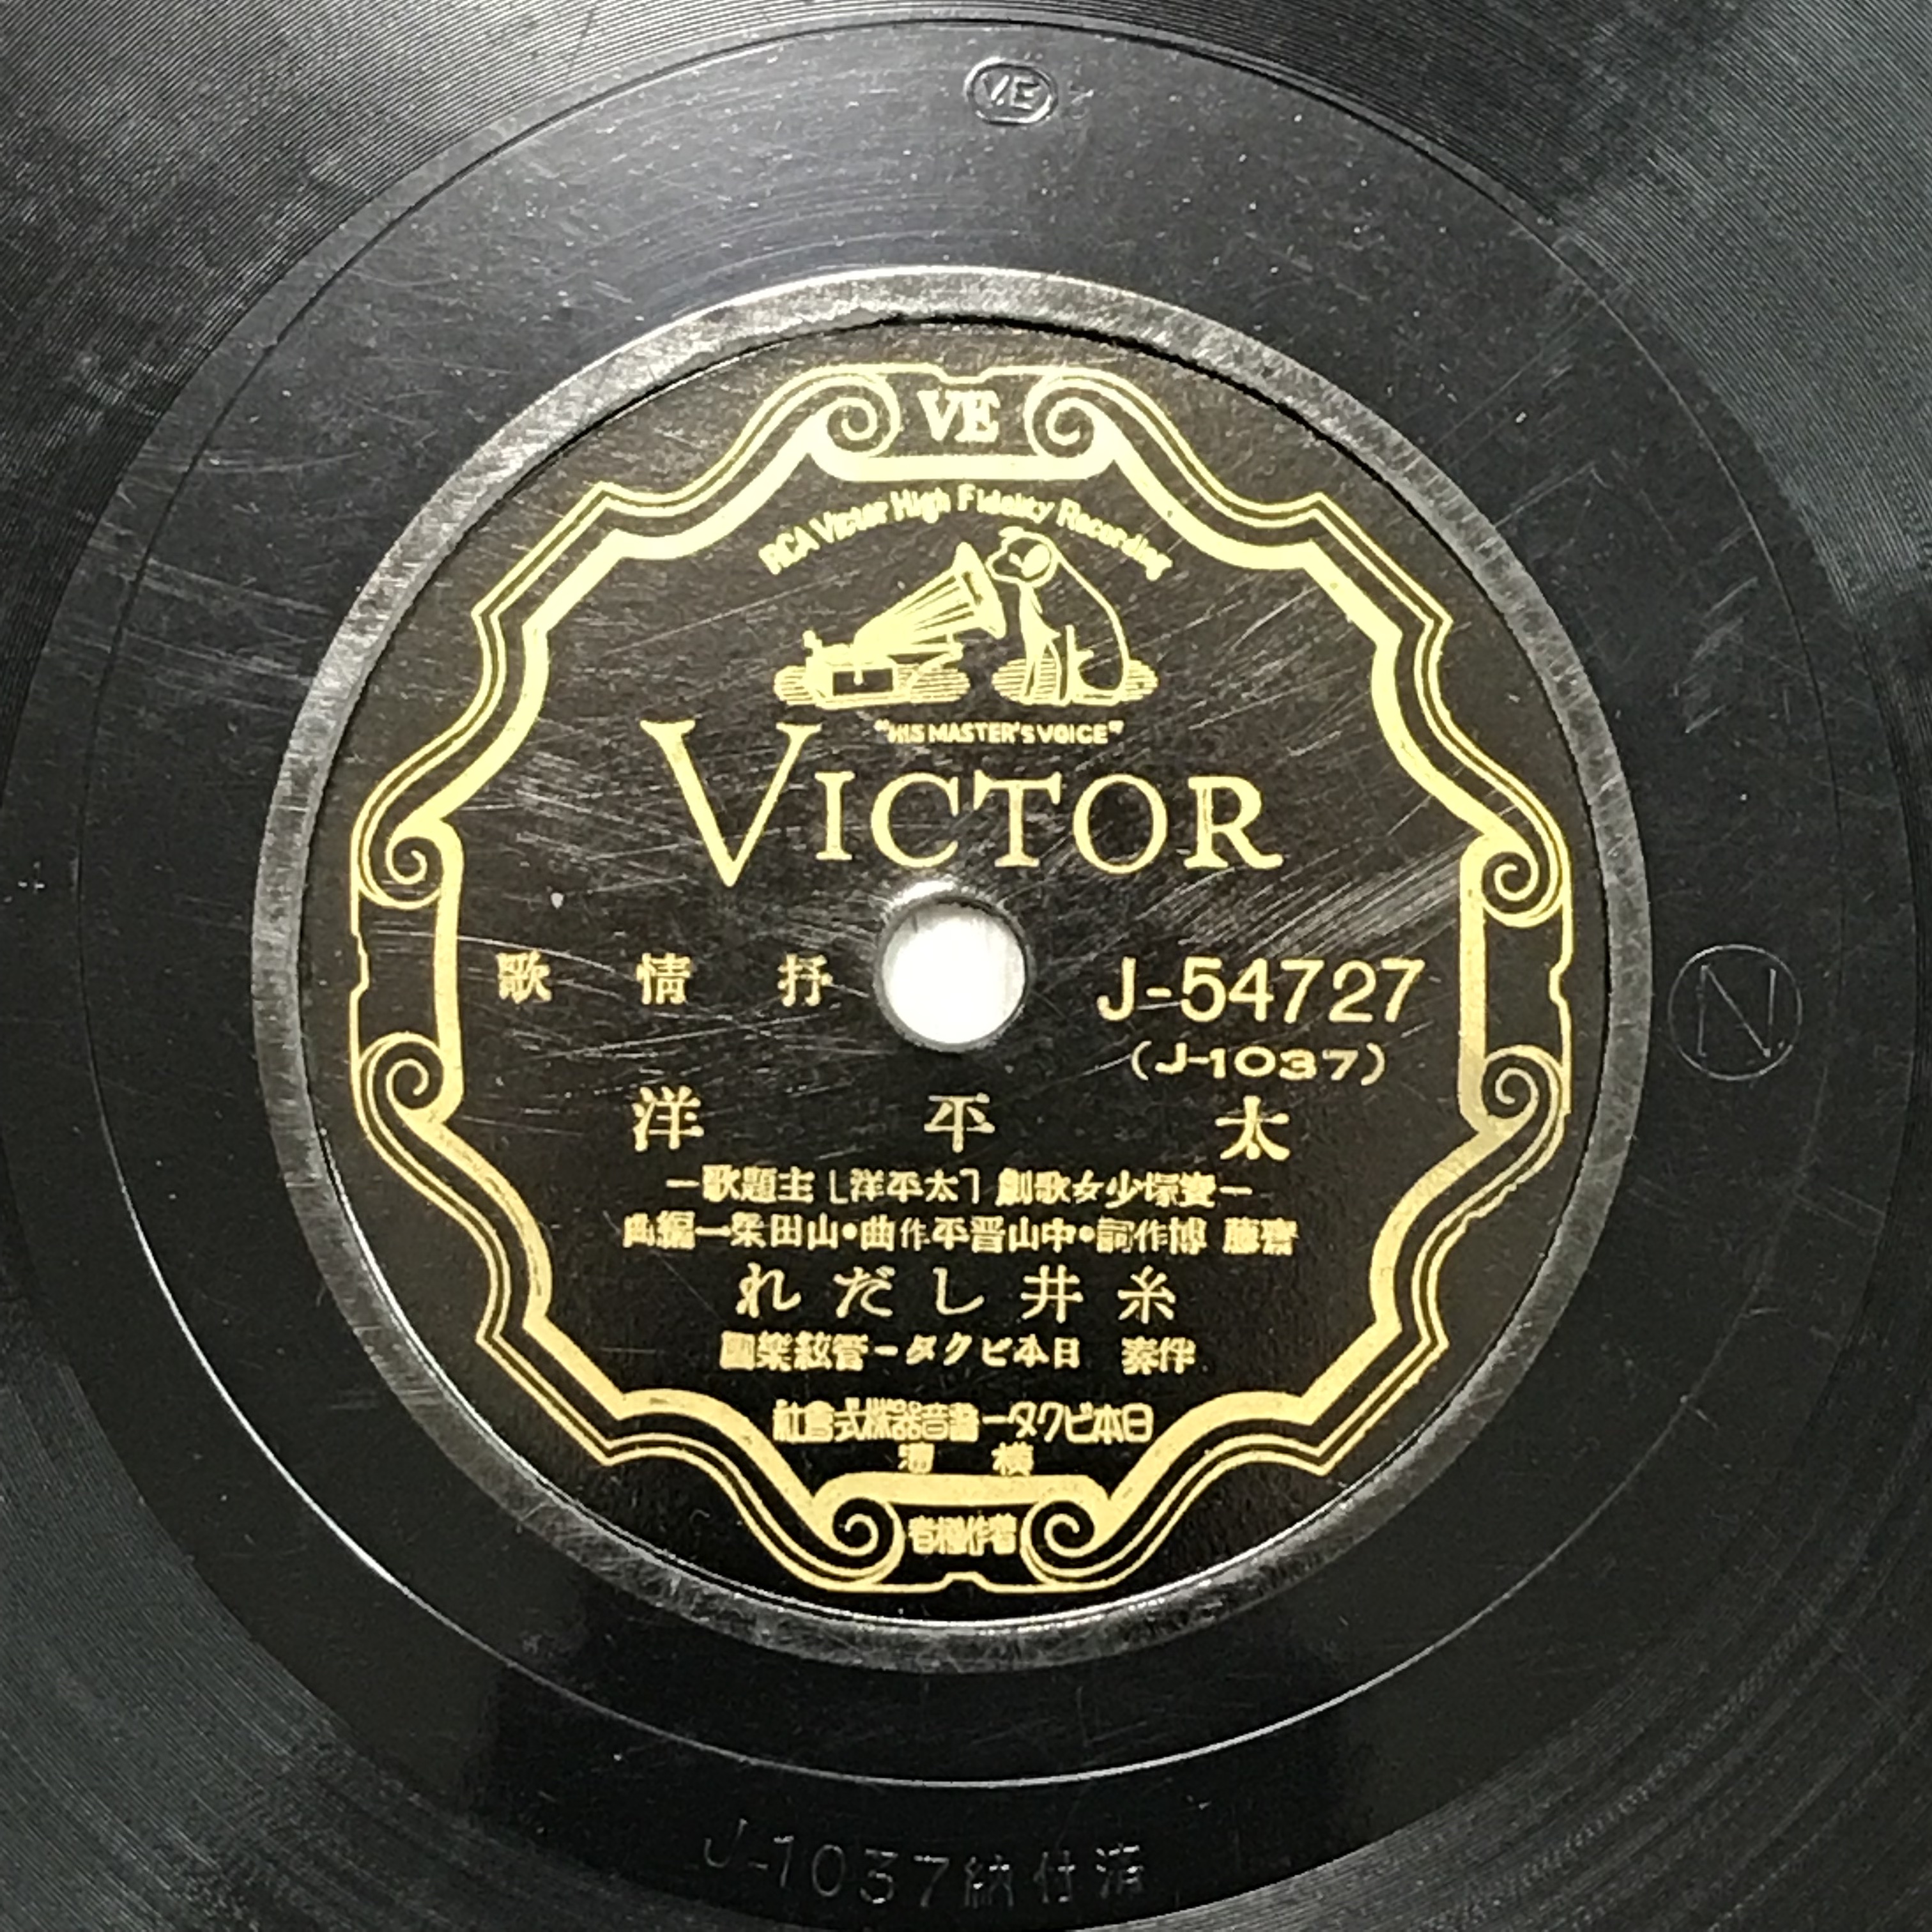 VE
VE
RCA Victor High Fidelity Recording
"HIS MASTER'S VOICE"
VICTOR
抒情歌
J-54727
(J-1037)
太平洋
―寶塚少女歌劇「太平洋」主題歌―
齋藤 博作詞・中山晋平作曲・山田榮一編曲
糸井しだれ
伴奏 日本ビクター管絃樂團
日本ビクター蓄音器株式會社
横濱
著作權者
N
J-1037納付済